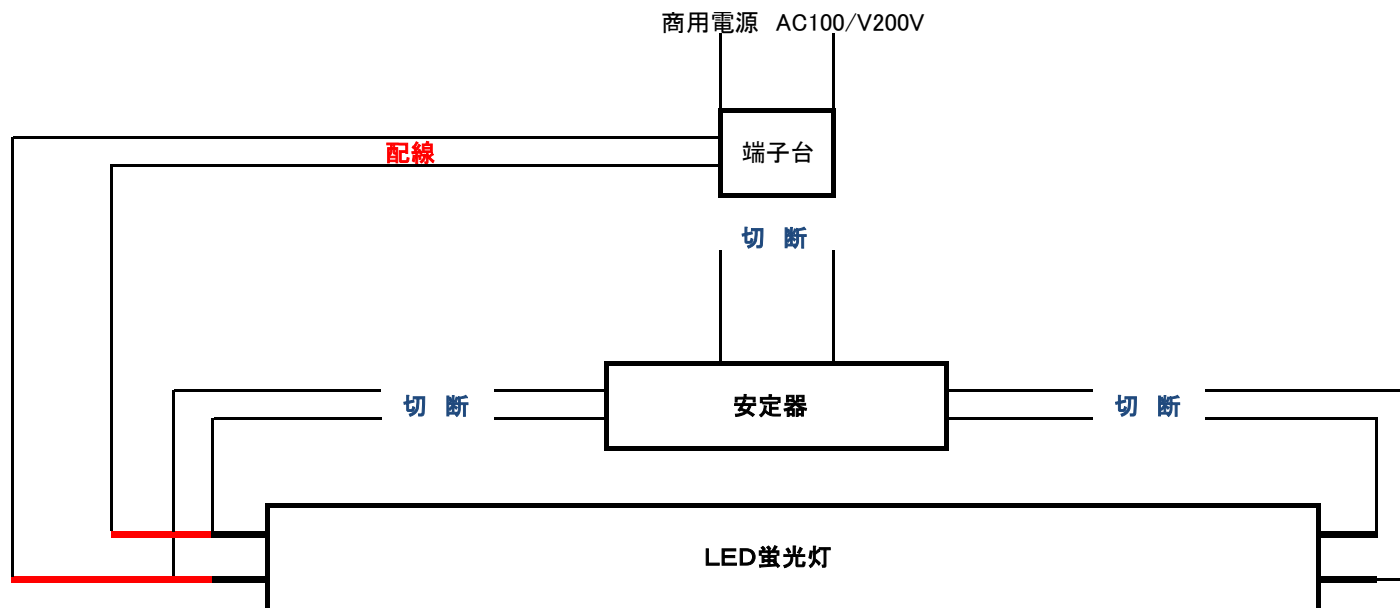 商用電源 AC100/V200V
配線
端子台
切 断
切 断
安定器
切 断
LED蛍光灯